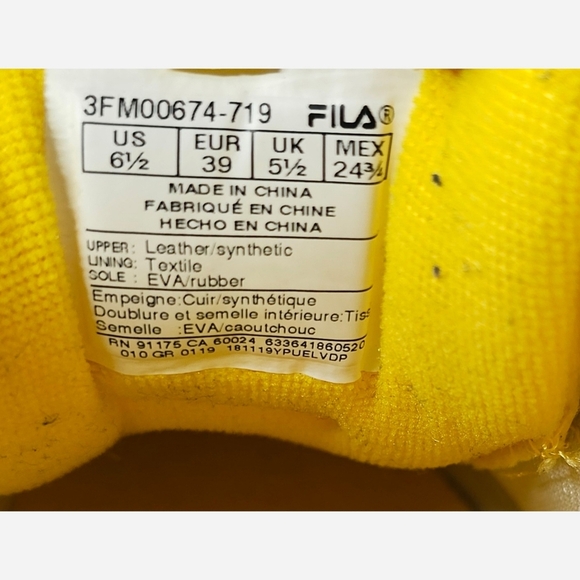 3FM00674-719 FILA®
US EUR UK MEX
6½ 39 5½ 24¾
MADE IN CHINA
FABRIQUÉ EN CHINE
HECHO EN CHINA
UPPER: Leather/synthetic
LINING: Textile
SOLE : EVA/rubber
Empeigne:Cuir/synthétique
Doublure et semelle intérieure:Tiss
Semelle :EVA/caoutchouc
RN 91175 CA 60024 633641860520
010 GR 0119 181119YPUELVDP